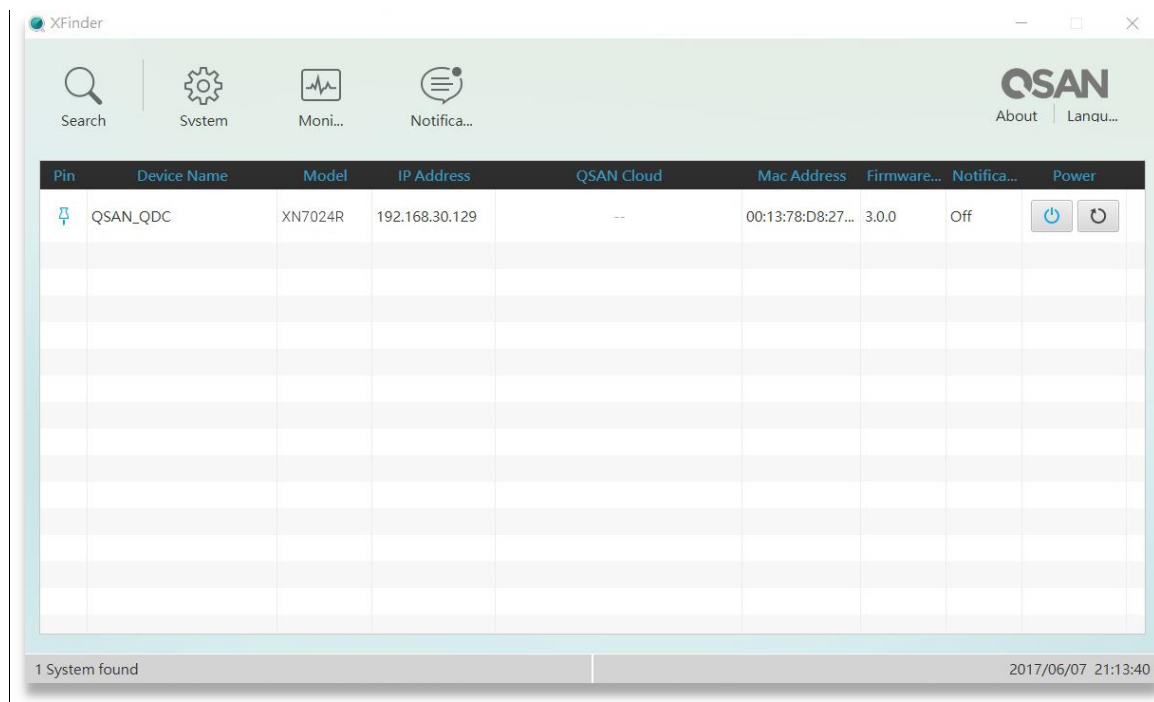 XFinder
QSAN
Search System Moni... Notifica... About Langu...
Pin Device Name Model IP Address QSAN Cloud Mac Address Firmware... Notifica... Power
QSAN_QDC XN7024R 192.168.30.129 -- 00:13:78:D8:27... 3.0.0 Off
1 System found 2017/06/07 21:13:40